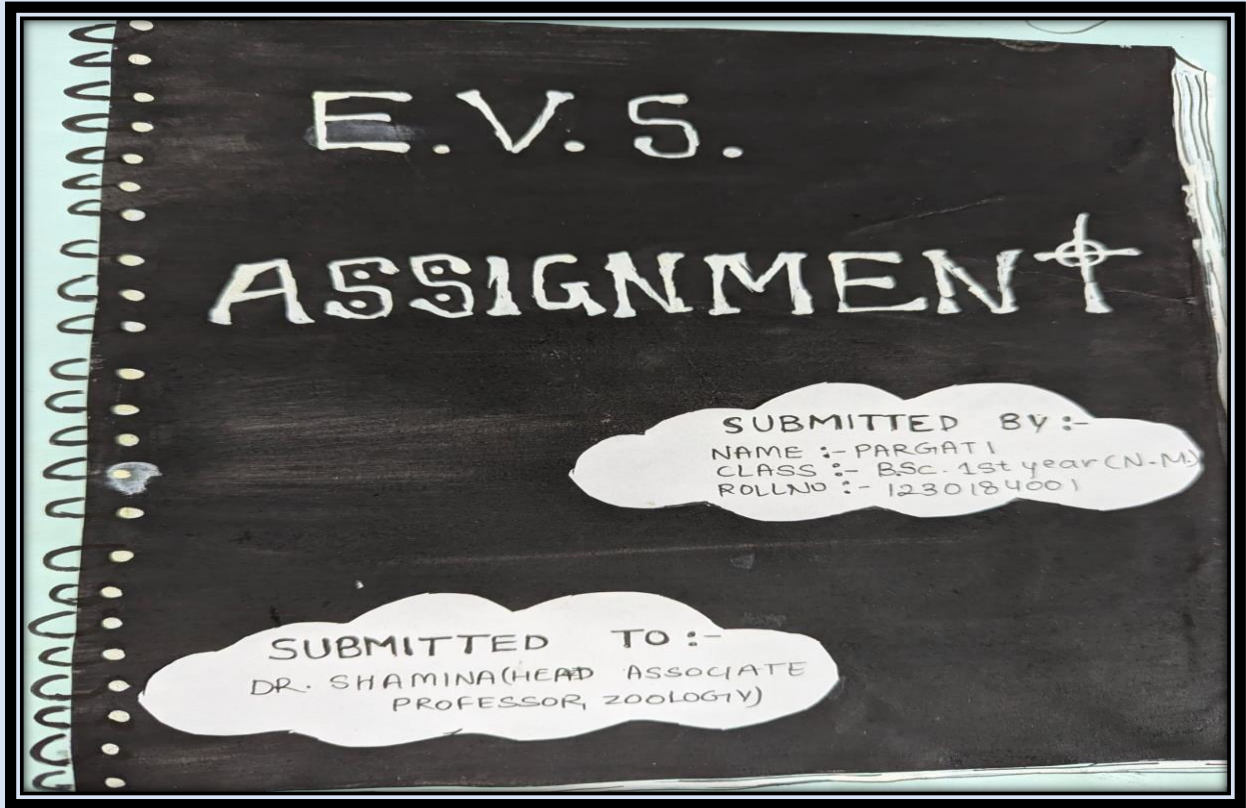 E.V.S.
ASSIGNMENT
SUBMITTED BY :-
NAME :- PARGATI
CLASS :- BSc. 1st year (N.M.)
ROLLNO :- 1230184001
SUBMITTED TO :-
DR. SHAMINA(HEAD ASSOCIATE
PROFESSOR, ZOOLOGY)